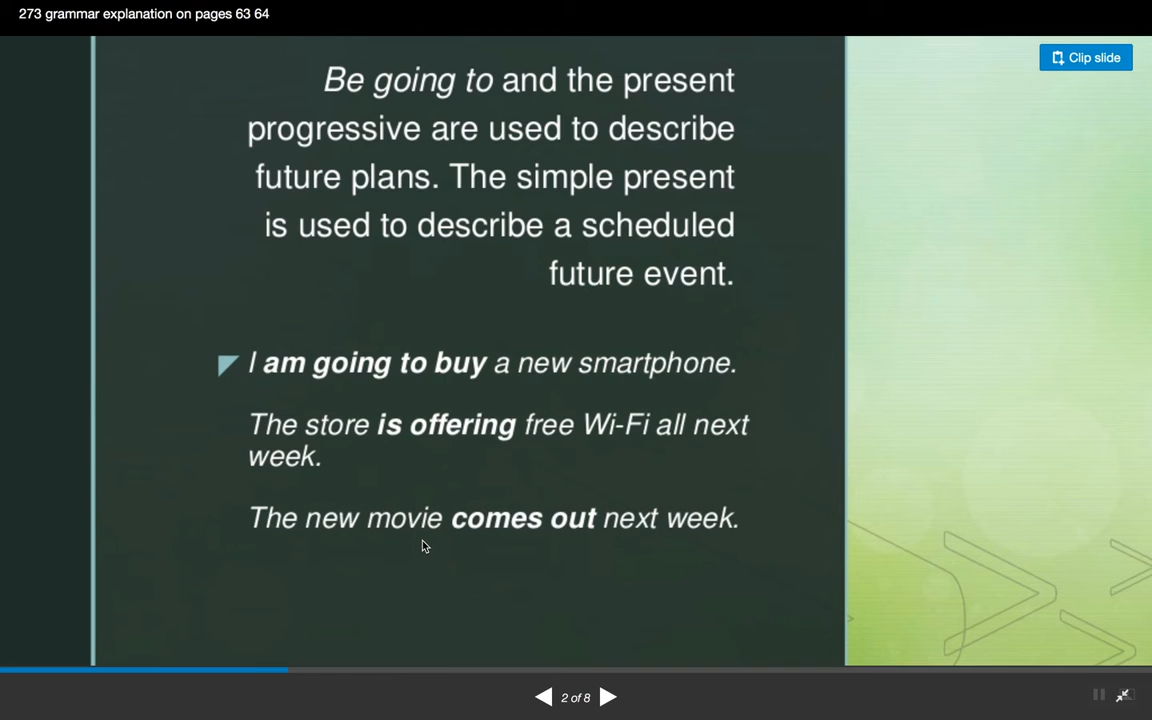 273 grammar explanation on pages 63 64
Clip slide
Be going to and the present
progressive are used to describe
future plans. The simple present
is used to describe a scheduled
future event.
I am going to buy a new smartphone.
The store is offering free Wi-Fi all next
week.
The new movie comes out next week.
2 of 8